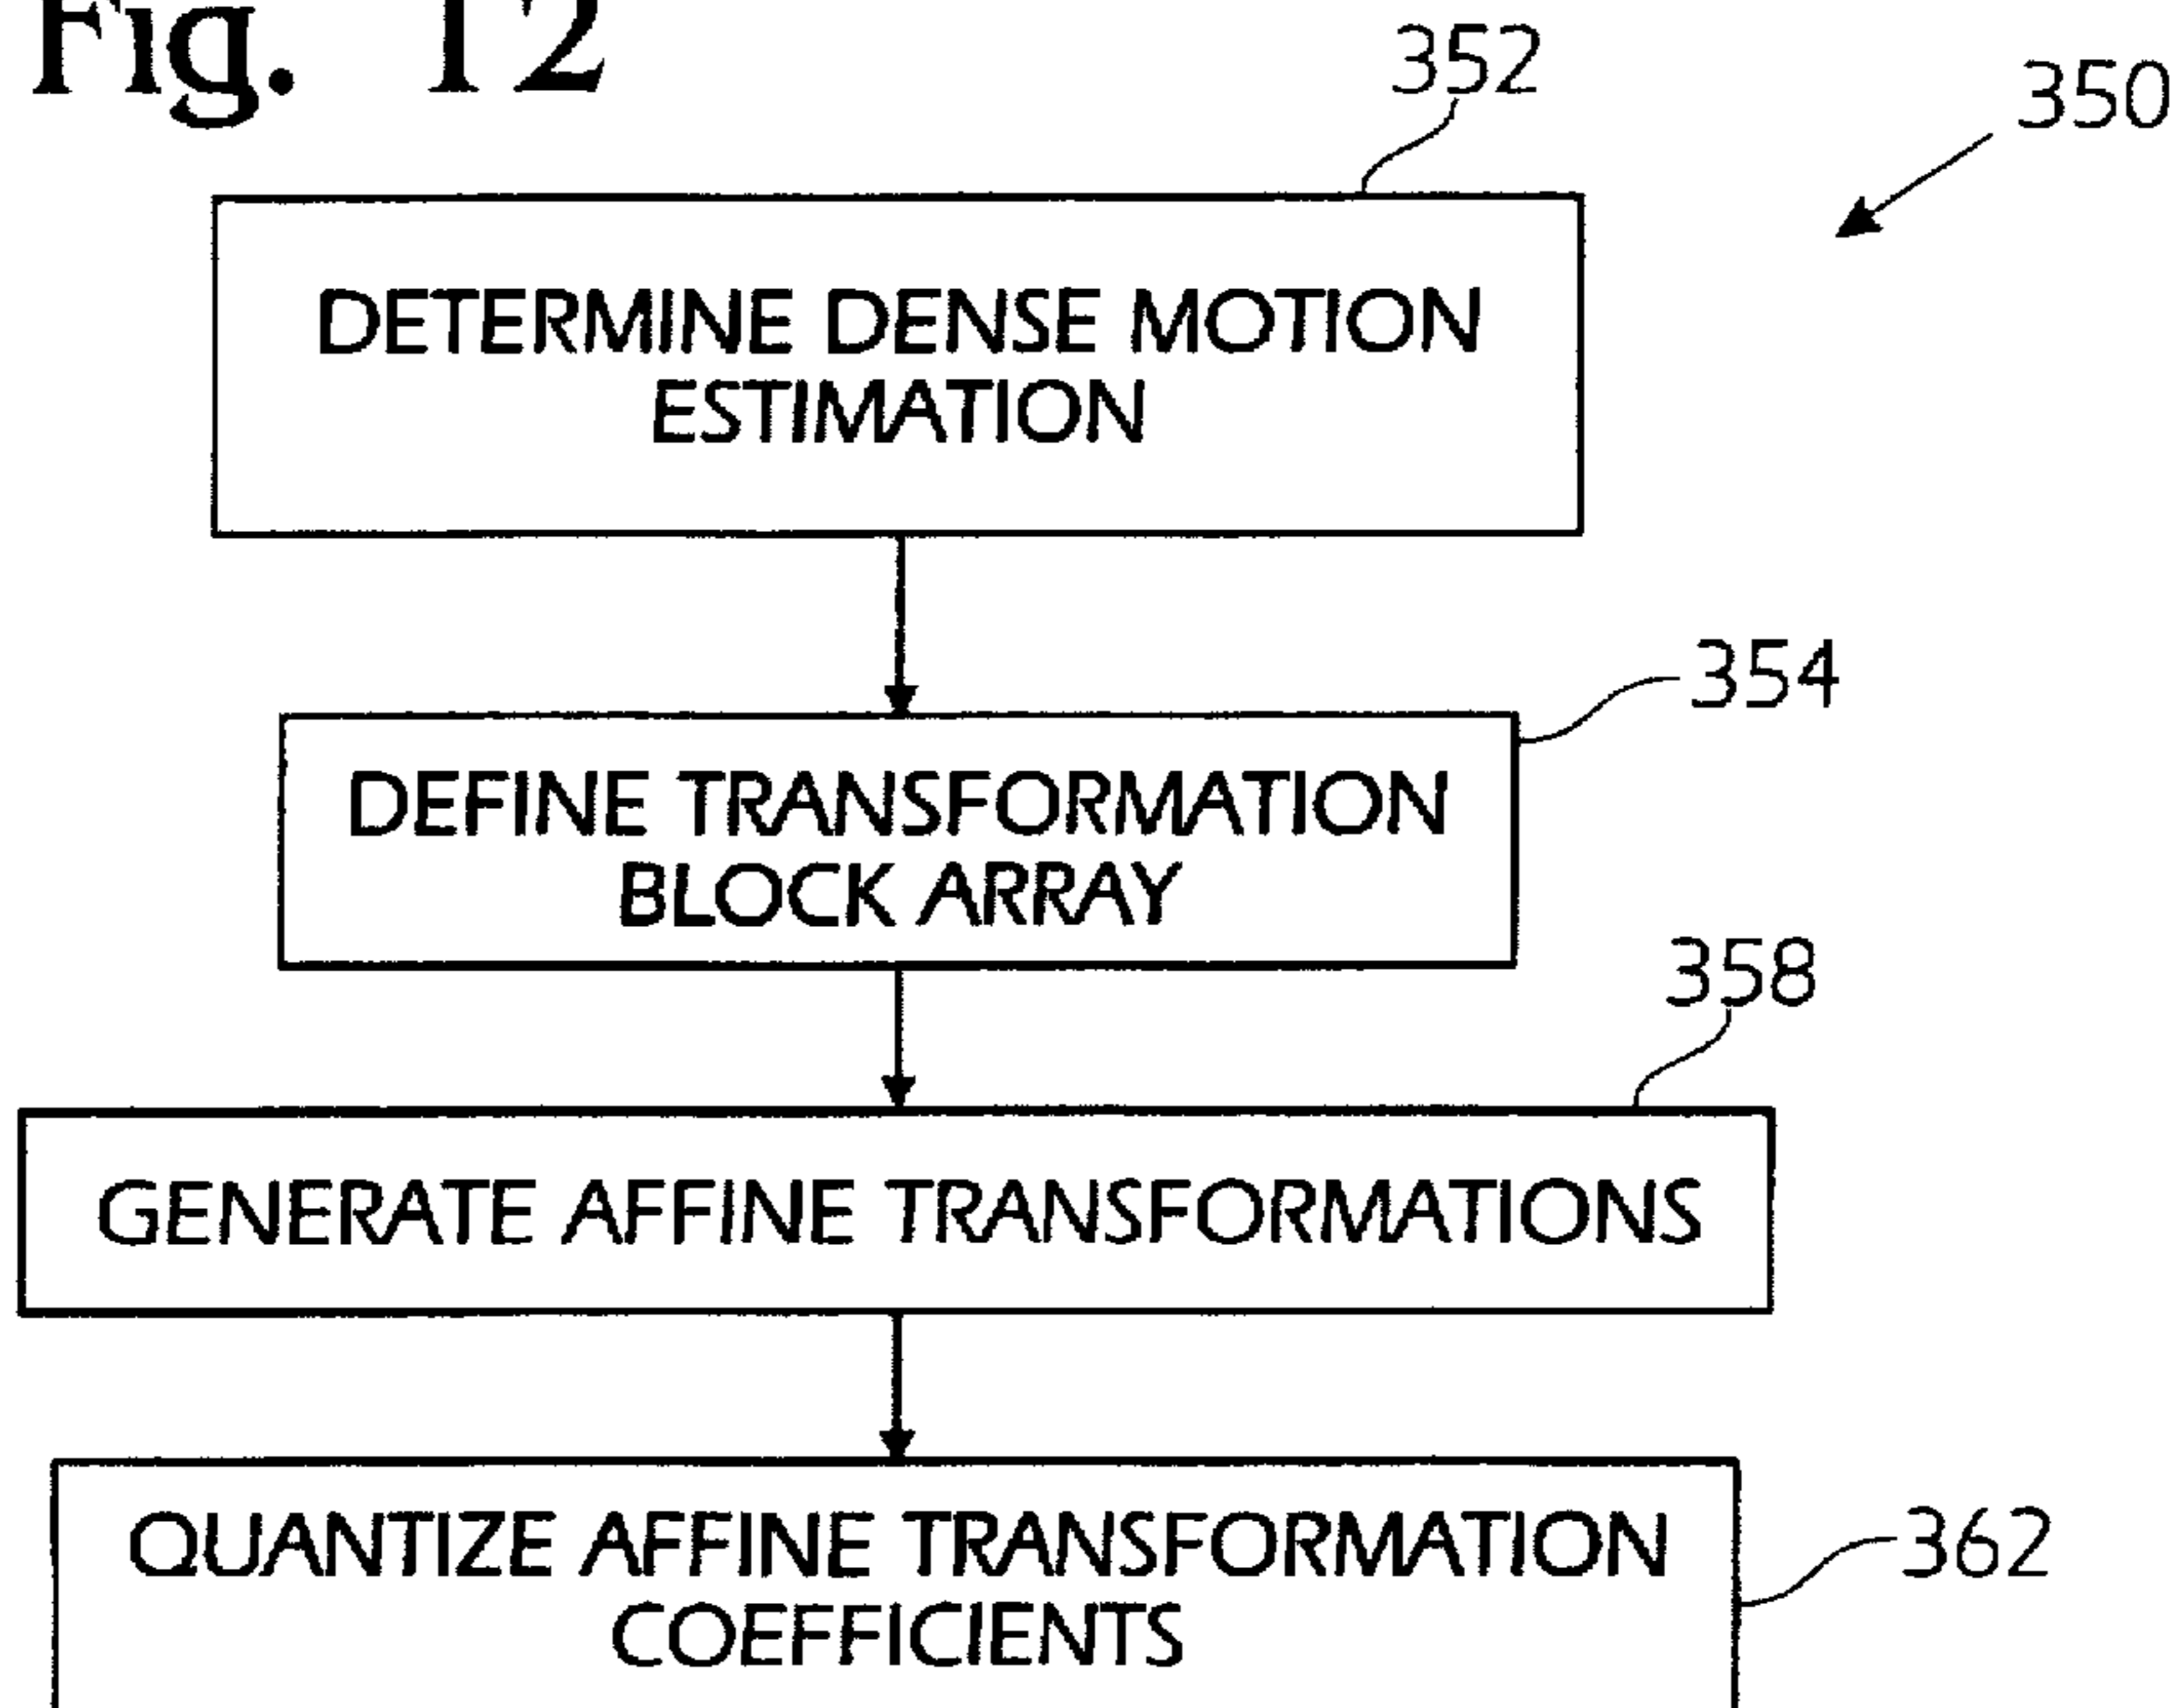 Fig. 12
352
350
DETERMINE DENSE MOTION
ESTIMATION
354
DEFINE TRANSFORMATION
BLOCK ARRAY
358
GENERATE AFFINE TRANSFORMATIONS
QUANTIZE AFFINE TRANSFORMATION
362
COEFFICIENTS